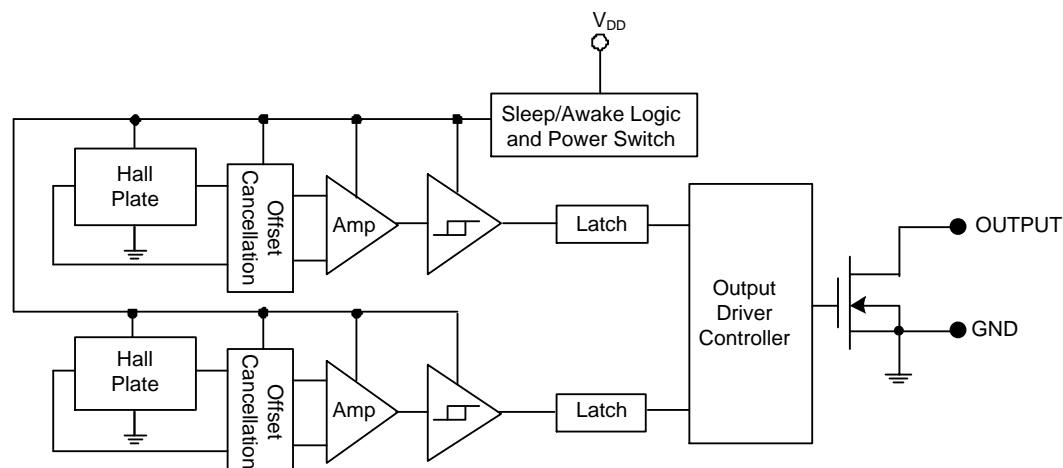 VDD
Sleep/Awake Logic
and Power Switch
Hall
Plate
Offset
Cancellation
Amp
Latch
Output
Driver
Controller
OUTPUT
GND
Hall
Plate
Offset
Cancellation
Amp
Latch